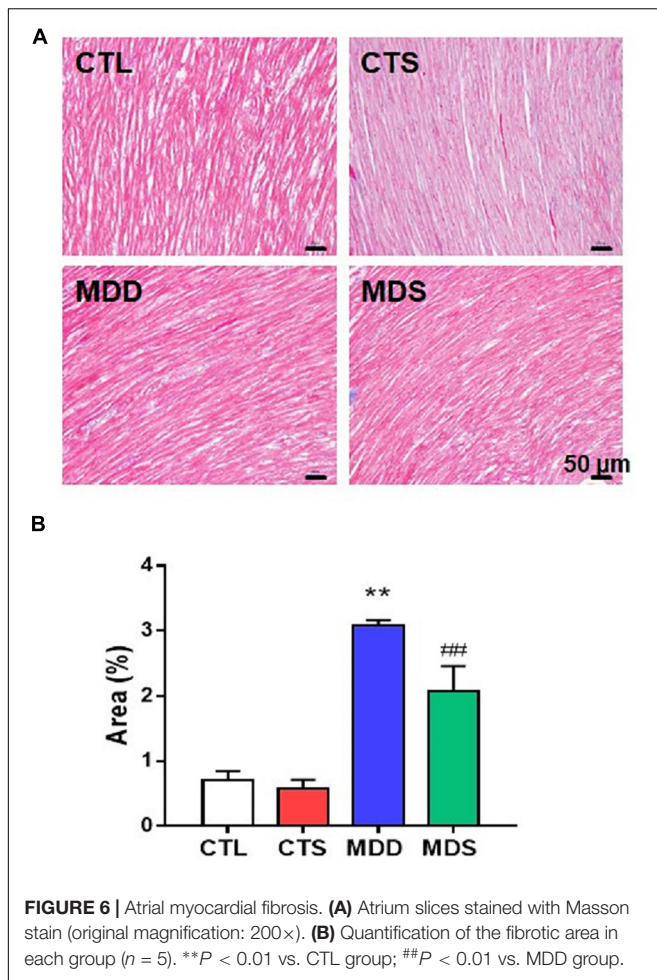 A
CTL
CTS
MDD
MDS
50 µm
B
Area (%)
4
3
2
1
0
**
##
CTL CTS MDD MDS
FIGURE 6 | Atrial myocardial fibrosis. (A) Atrium slices stained with Masson
stain (original magnification: 200×). (B) Quantification of the fibrotic area in
each group (n = 5). **P < 0.01 vs. CTL group; ##P < 0.01 vs. MDD group.